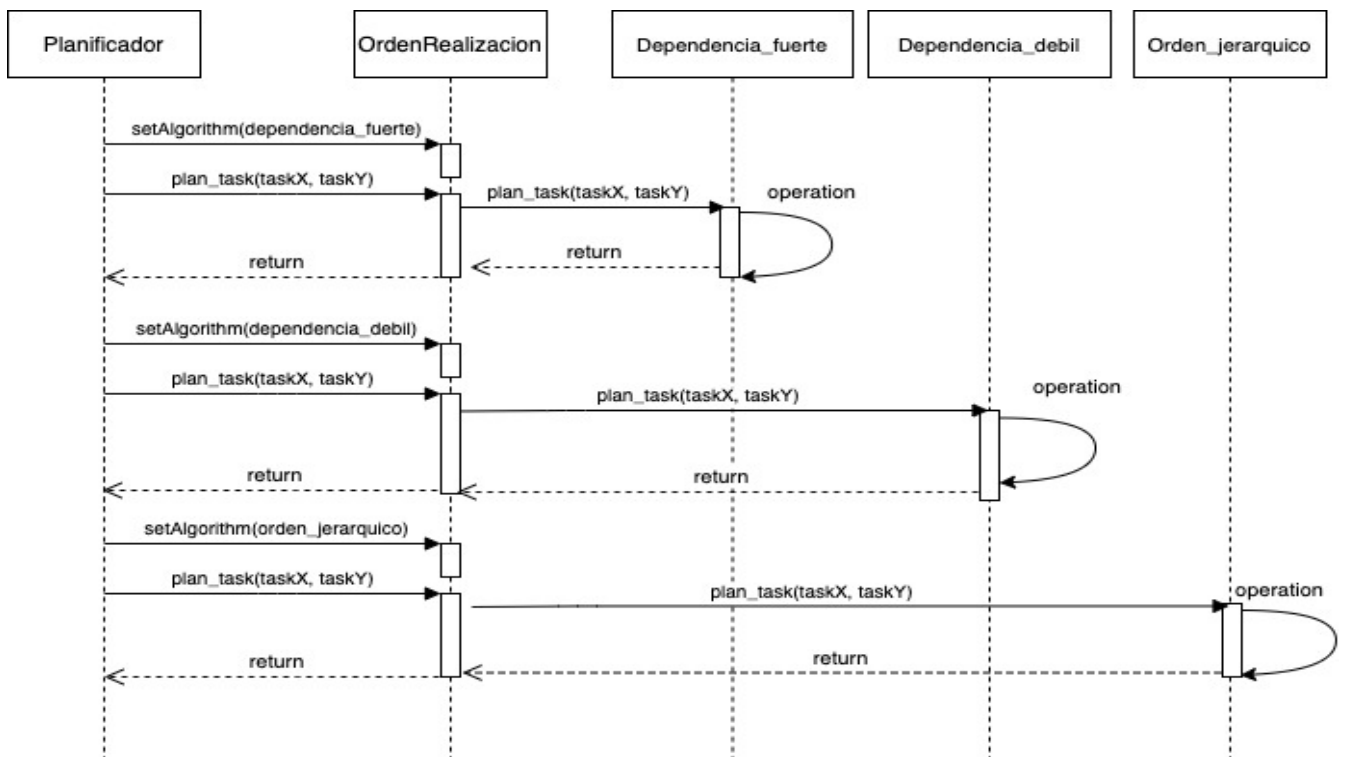 Planificador
OrdenRealizacion
Dependencia_fuerte
Dependencia_debil
Orden_jerarquico
setAlgorithm(dependencia_fuerte)
plan_task(taskX, taskY)
plan_task(taskX, taskY)
operation
return
return
setAlgorithm(dependencia_debil)
plan_task(taskX, taskY)
plan_task(taskX, taskY)
operation
return
return
setAlgorithm(orden_jerarquico)
plan_task(taskX, taskY)
plan_task(taskX, taskY)
operation
return
return